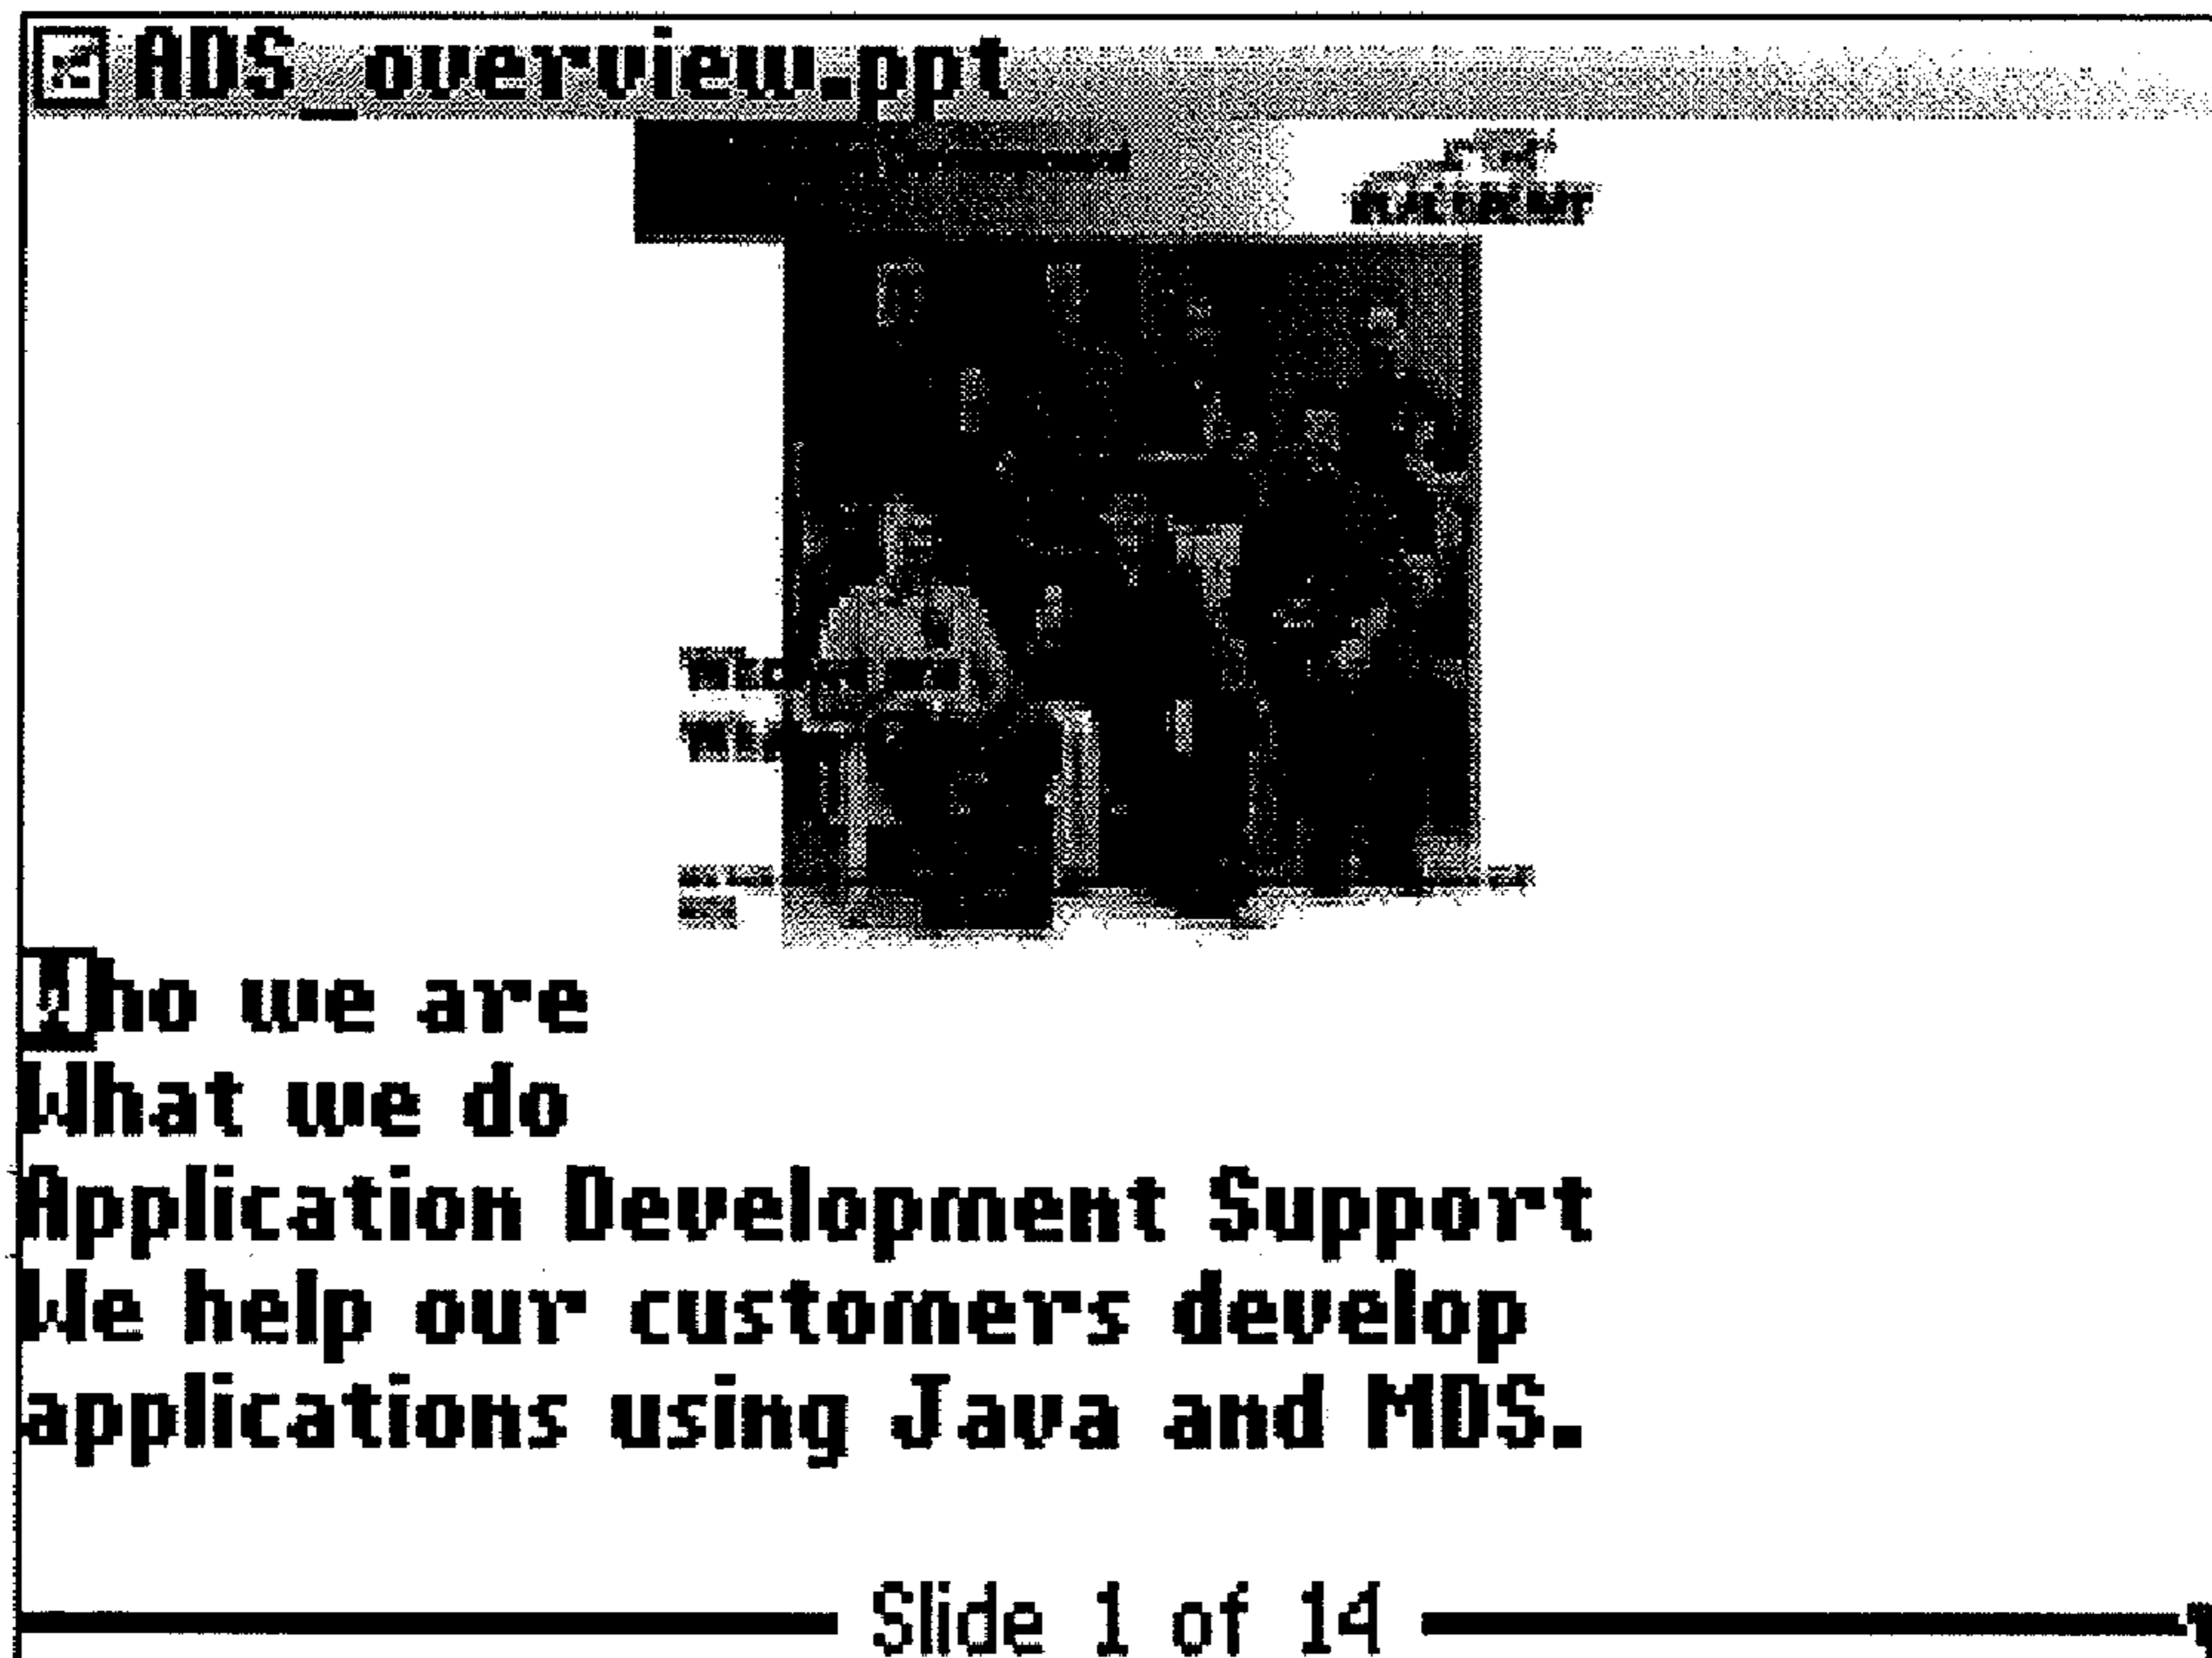 ADS_overview.ppt
Who we are
What we do
Application Development Support
We help our customers develop
applications using Java and MDS.
Slide 1 of 14